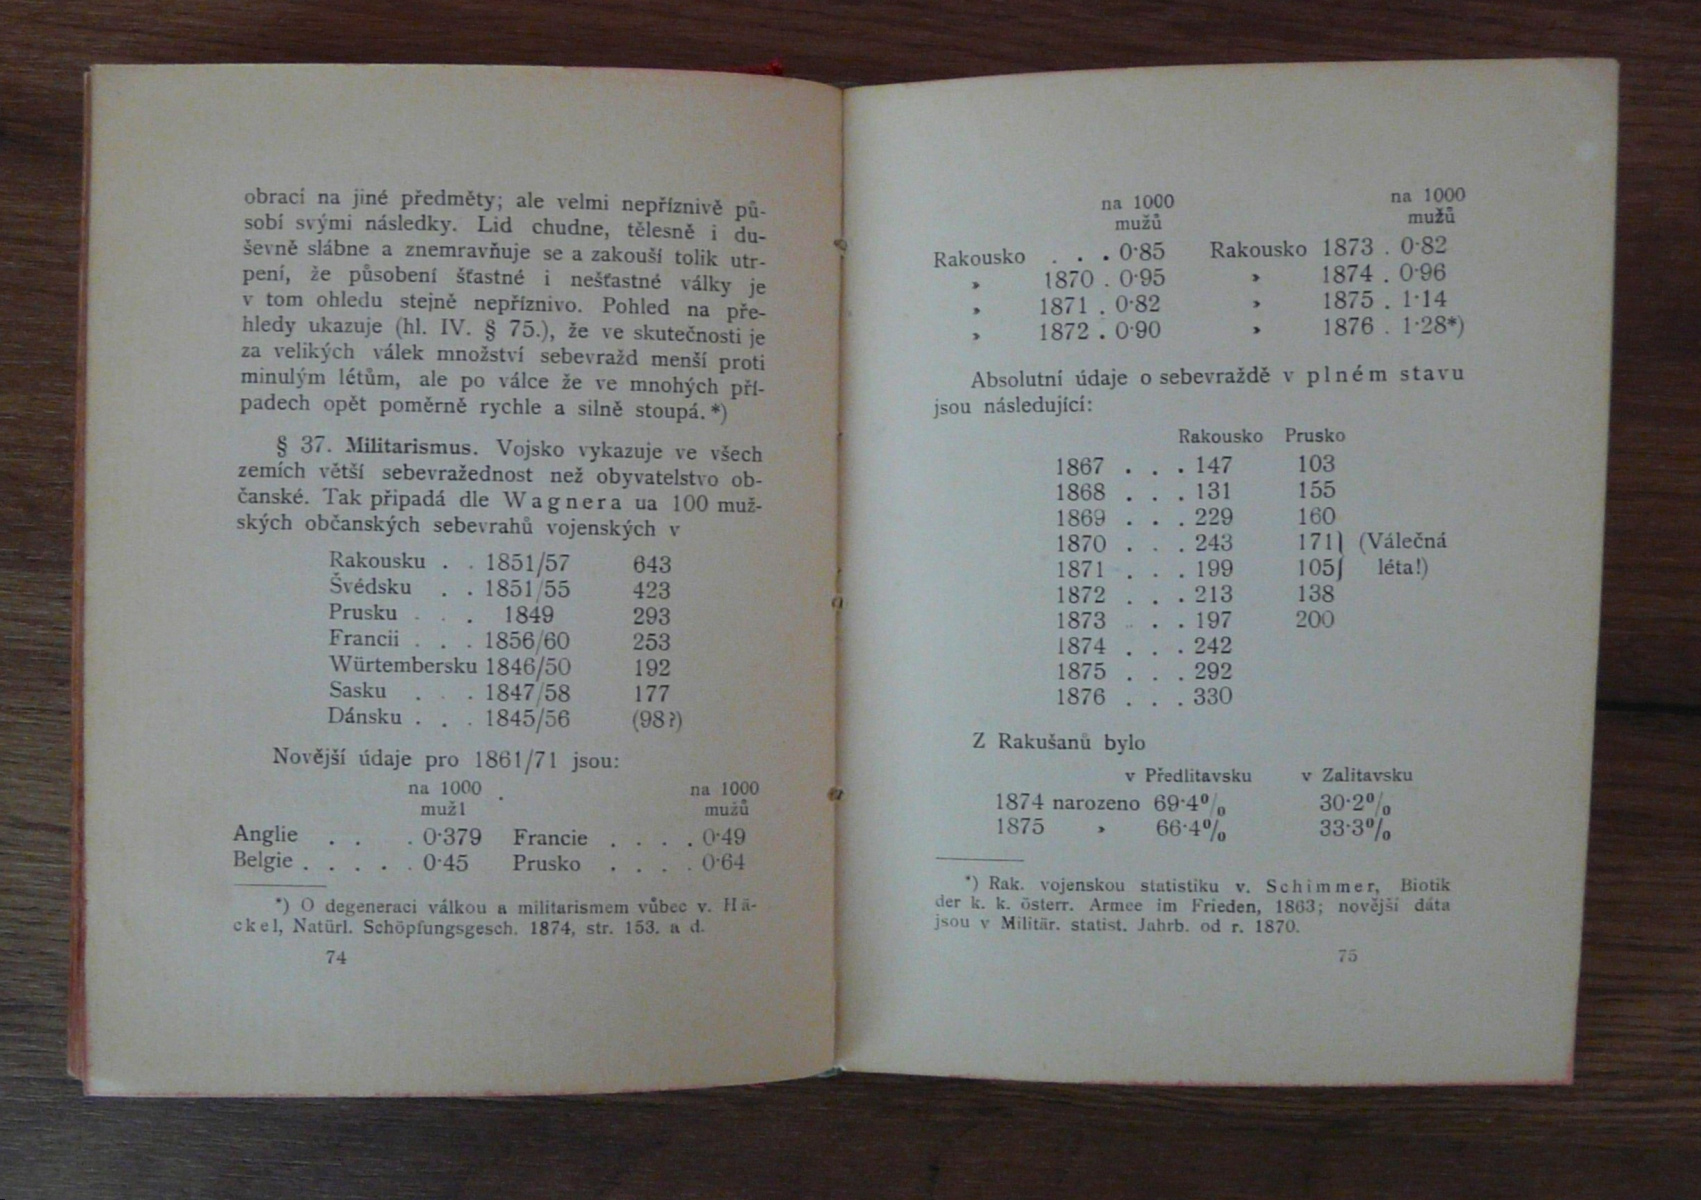 obrací na jiné předměty; ale velmi nepříznivě pů-
sobí svými následky. Lid chudne, tělesně i du-
ševně slábne a znemravňuje se a zakouší tolik utr-
pení, že působení šťastné i nešťastné války je
v tom ohledu stejně nepříznivo. Pohled na pře-
hledy ukazuje (hl. IV. § 75.), že ve skutečnosti je
za velikých válek množství sebevražd menší proti
minulým létům, ale po válce že ve mnohých pří-
padech opět poměrně rychle a silně stoupá.*)
§ 37. Militarismus. Vojsko vykazuje ve všech
zemích větší sebevražednost než obyvatelstvo ob-
čanské. Tak připadá dle Wagnera ua 100 muž-
ských občanských sebevrahů vojenských v
Rakousku . . 1851/57 643
Švédsku . . 1851/55 423
Prusku . . . 1849 293
Francii . . . 1856/60 253
Würtembersku 1846/50 192
Sasku . . 1847/58 177
Dánsku . . . 1845/56 (98?)
Novější údaje pro 1861/71 jsou:
na 1000 na 1000
muž1 mužů
Anglie . . . 0·379 Francie . . . . 0·49
Belgie . . . . . 0·45 Prusko . . . . 0·64
*) O degeneraci válkou a militarismem vůbec v. Hä-
ckel, Natürl. Schöpfungsgesch. 1874, str. 153. a d.
74
na 1000 na 1000
mužů mužů
Rakousko . . . 0·85 Rakousko 1873 . 0·82
» 1870 . 0·95 » 1874 . 0·96
» 1871 . 0·82 » 1875 . 1·14
» 1872 . 0·90 » 1876 . 1·28*)
Absolutní údaje o sebevraždě v plném stavu
jsou následující:
Rakousko Prusko
1867 . . . 147 103
1868 . . . 131 155
1869 . . . 229 160
1870 . . . 243 171} (Válečná
1871 . . . 199 105} léta!)
1872 . . . 213 138
1873 . . . 197 200
1874 . . . 242
1875 . . . 292
1876 . . . 330
Z Rakušanů bylo
v Předlitavsku v Zalitavsku
1874 narozeno 69·4% 30·2%
1875 » 66·4% 33·3%
*) Rak. vojenskou statistiku v. Schimmer, Biotik
der k. k. österr. Armee im Frieden, 1863; novější dáta
jsou v Militär. statist. Jahrb. od r. 1870.
75